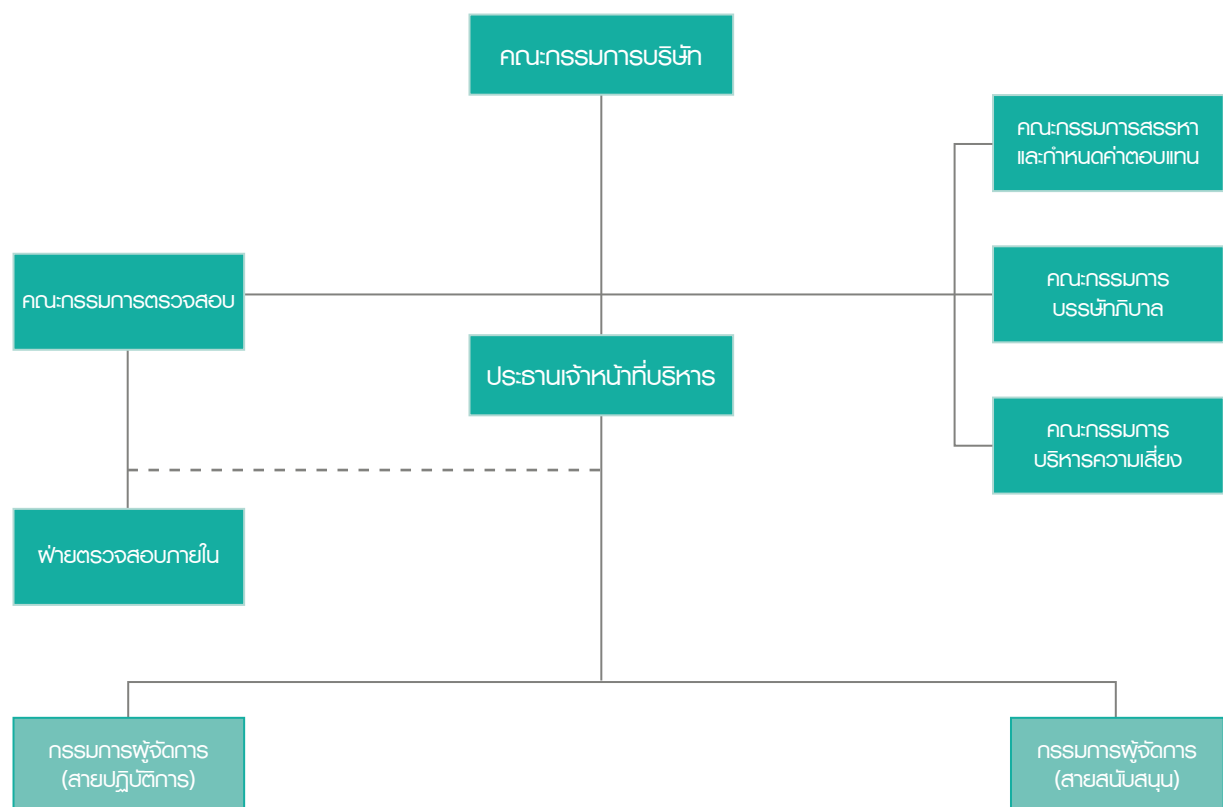 คณะกรรมการบริษัท
คณะกรรมการสรรหา
และกำหนดค่าตอบแทน
คณะกรรมการตรวจสอบ
คณะกรรมการ
บรรษัทภิบาล
ประธานเจ้าหน้าที่บริหาร
คณะกรรมการ
บริหารความเสี่ยง
ฝ่ายตรวจสอบภายใน
กรรมการผู้จัดการ
(สายปฏิบัติการ)
กรรมการผู้จัดการ
(สายสนับสนุน)